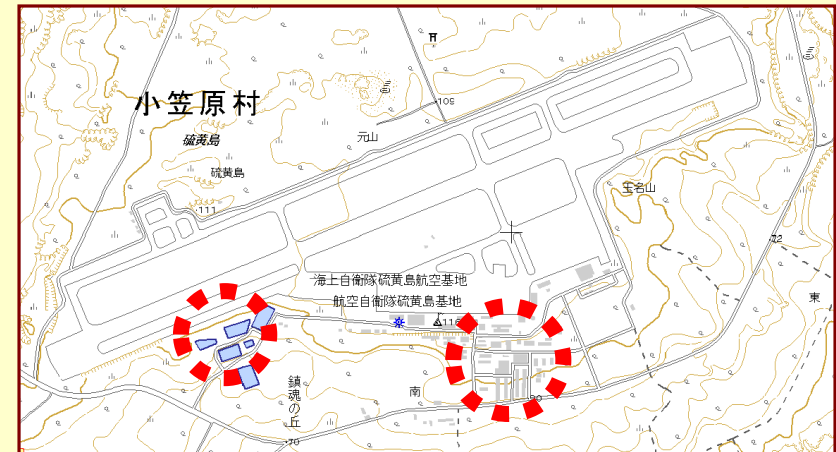 小笠原村
硫黄島
硫黄島
元山
109
111
玉名山
72
海上自衛隊硫黄島航空基地
航空自衛隊硫黄島基地
116
東
鎮魂の丘
南
90
70